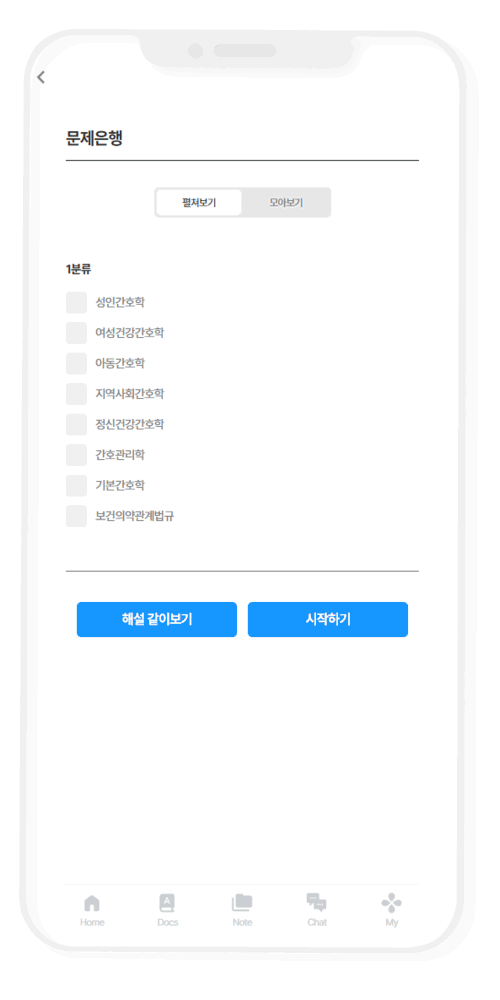 문제은행
펼쳐보기 모아보기
1분류
성인간호학
여성건강간호학
아동간호학
지역사회간호학
정신건강간호학
간호관리학
기본간호학
보건의약관계법규
해설 같이보기 시작하기
Home Docs Note Chat My